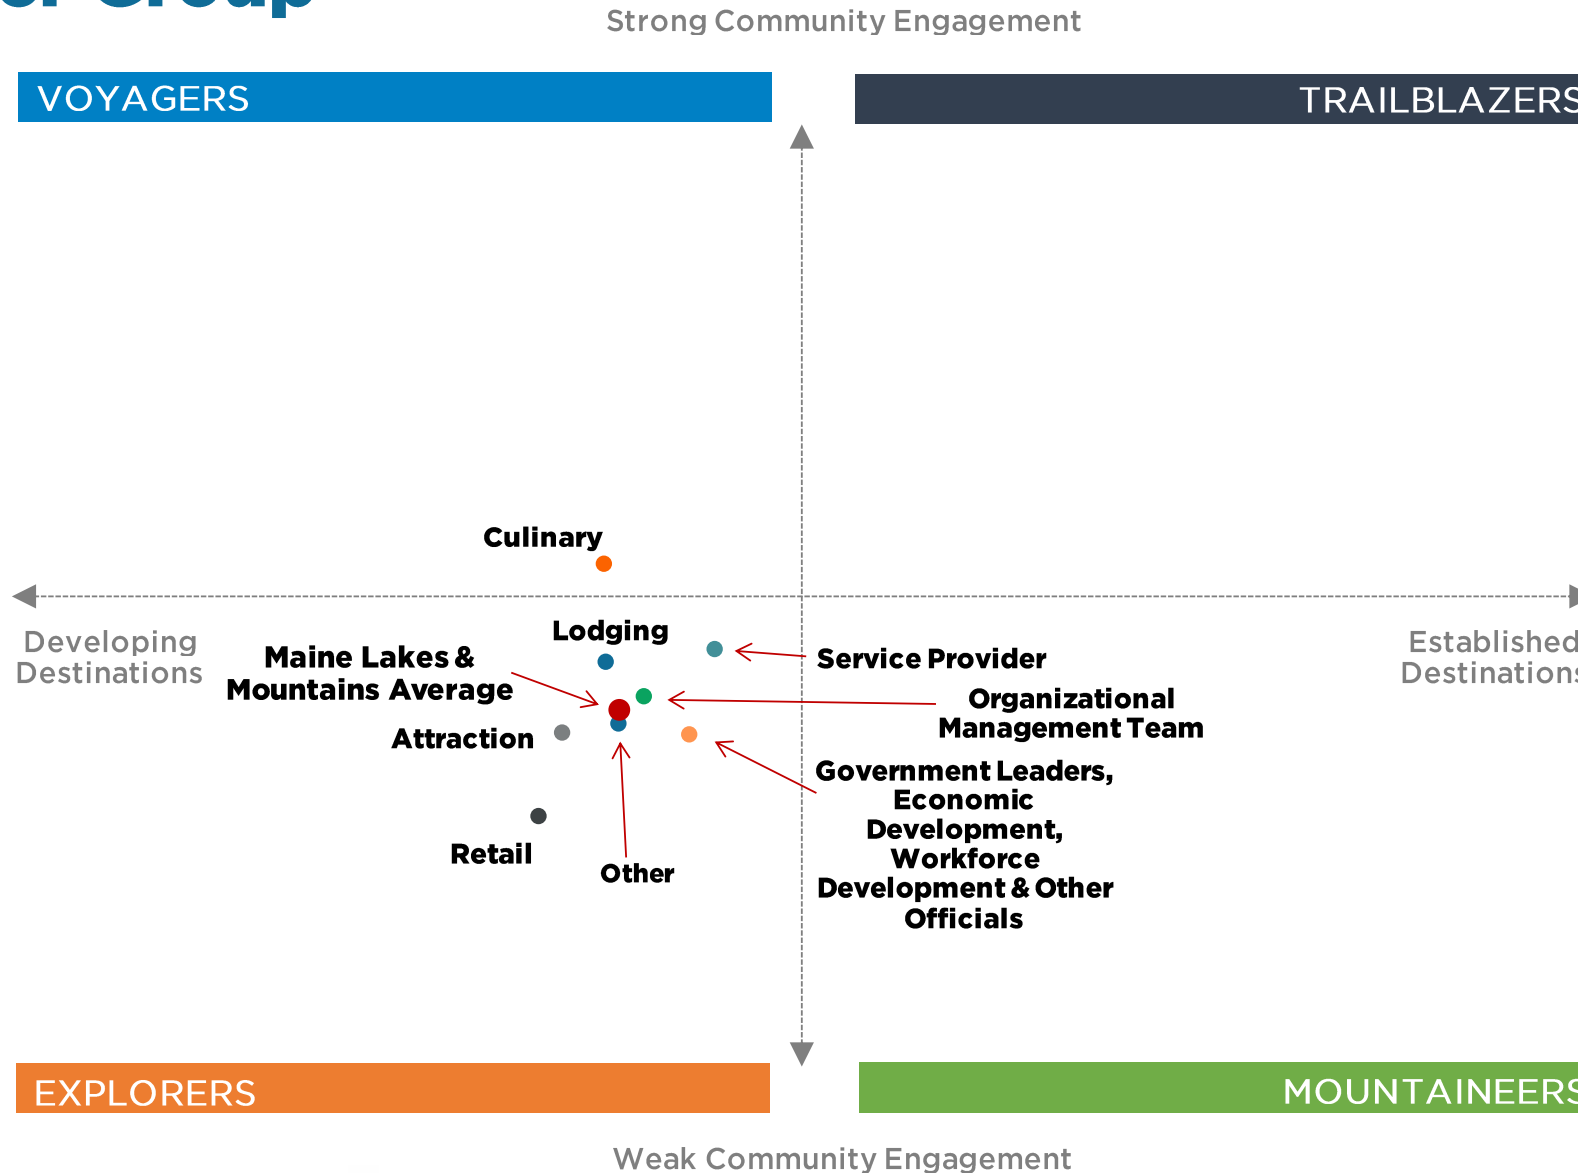 Group
Strong Community Engagement
VOYAGERS
TRAILBLAZERS
Culinary
Developing
Destinations
Established
Destinations
Lodging
Maine Lakes &
Mountains Average
Service Provider
Organizational
Management Team
Attraction
Government Leaders,
Economic
Development,
Workforce
Development & Other
Officials
Retail
Other
EXPLORERS
MOUNTAINEERS
Weak Community Engagement